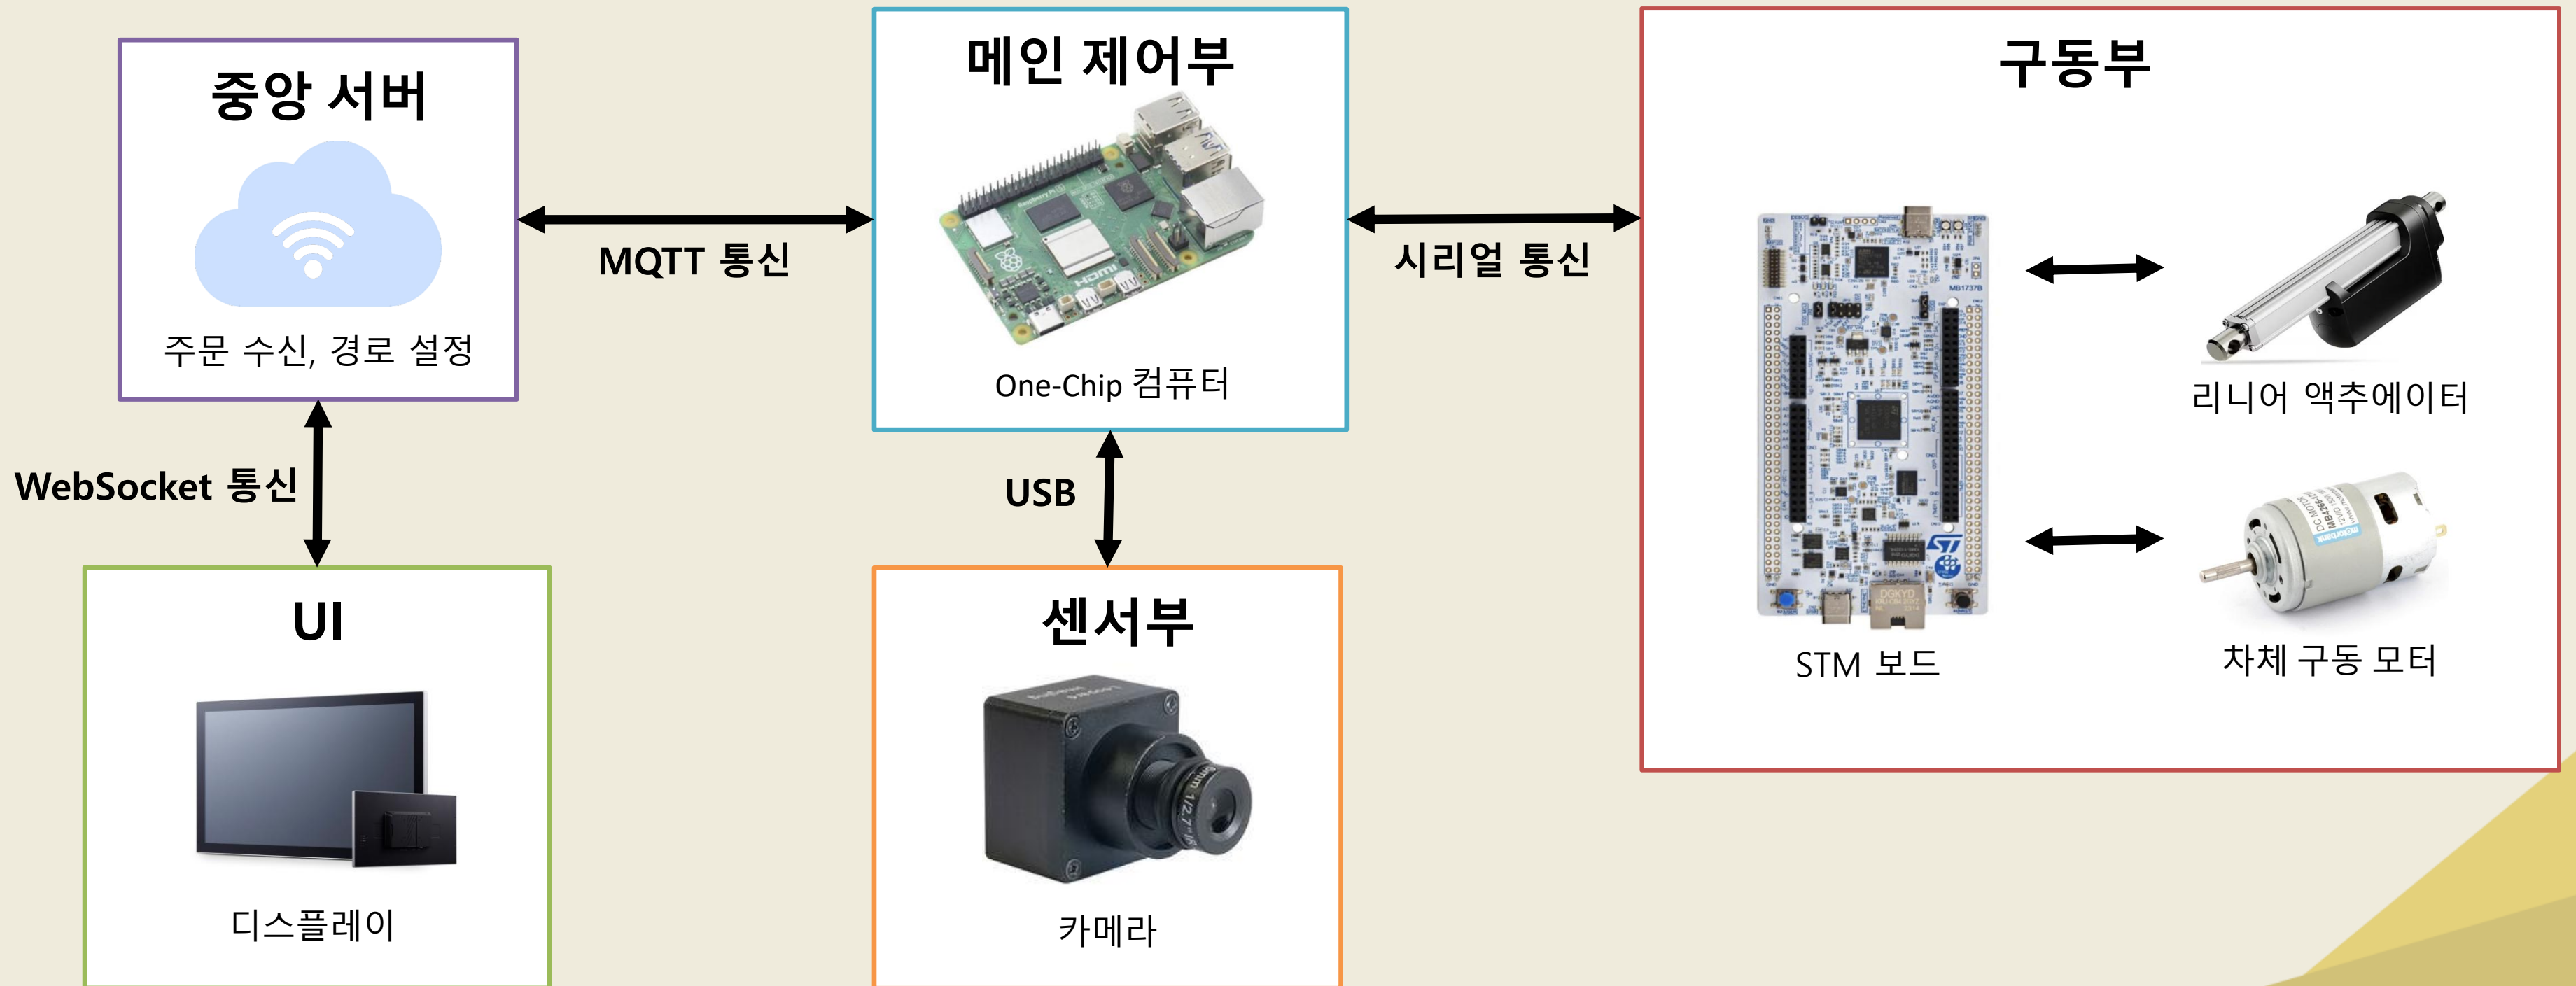 중앙 서버
주문 수신, 경로 설정
MQTT 통신
메인 제어부
HDMI
One-Chip 컴퓨터
시리얼 통신
구동부
MB1737B
DGKYD
STM 보드
리니어 액추에이터
차체 구동 모터
WebSocket 통신
USB
UI
디스플레이
센서부
카메라